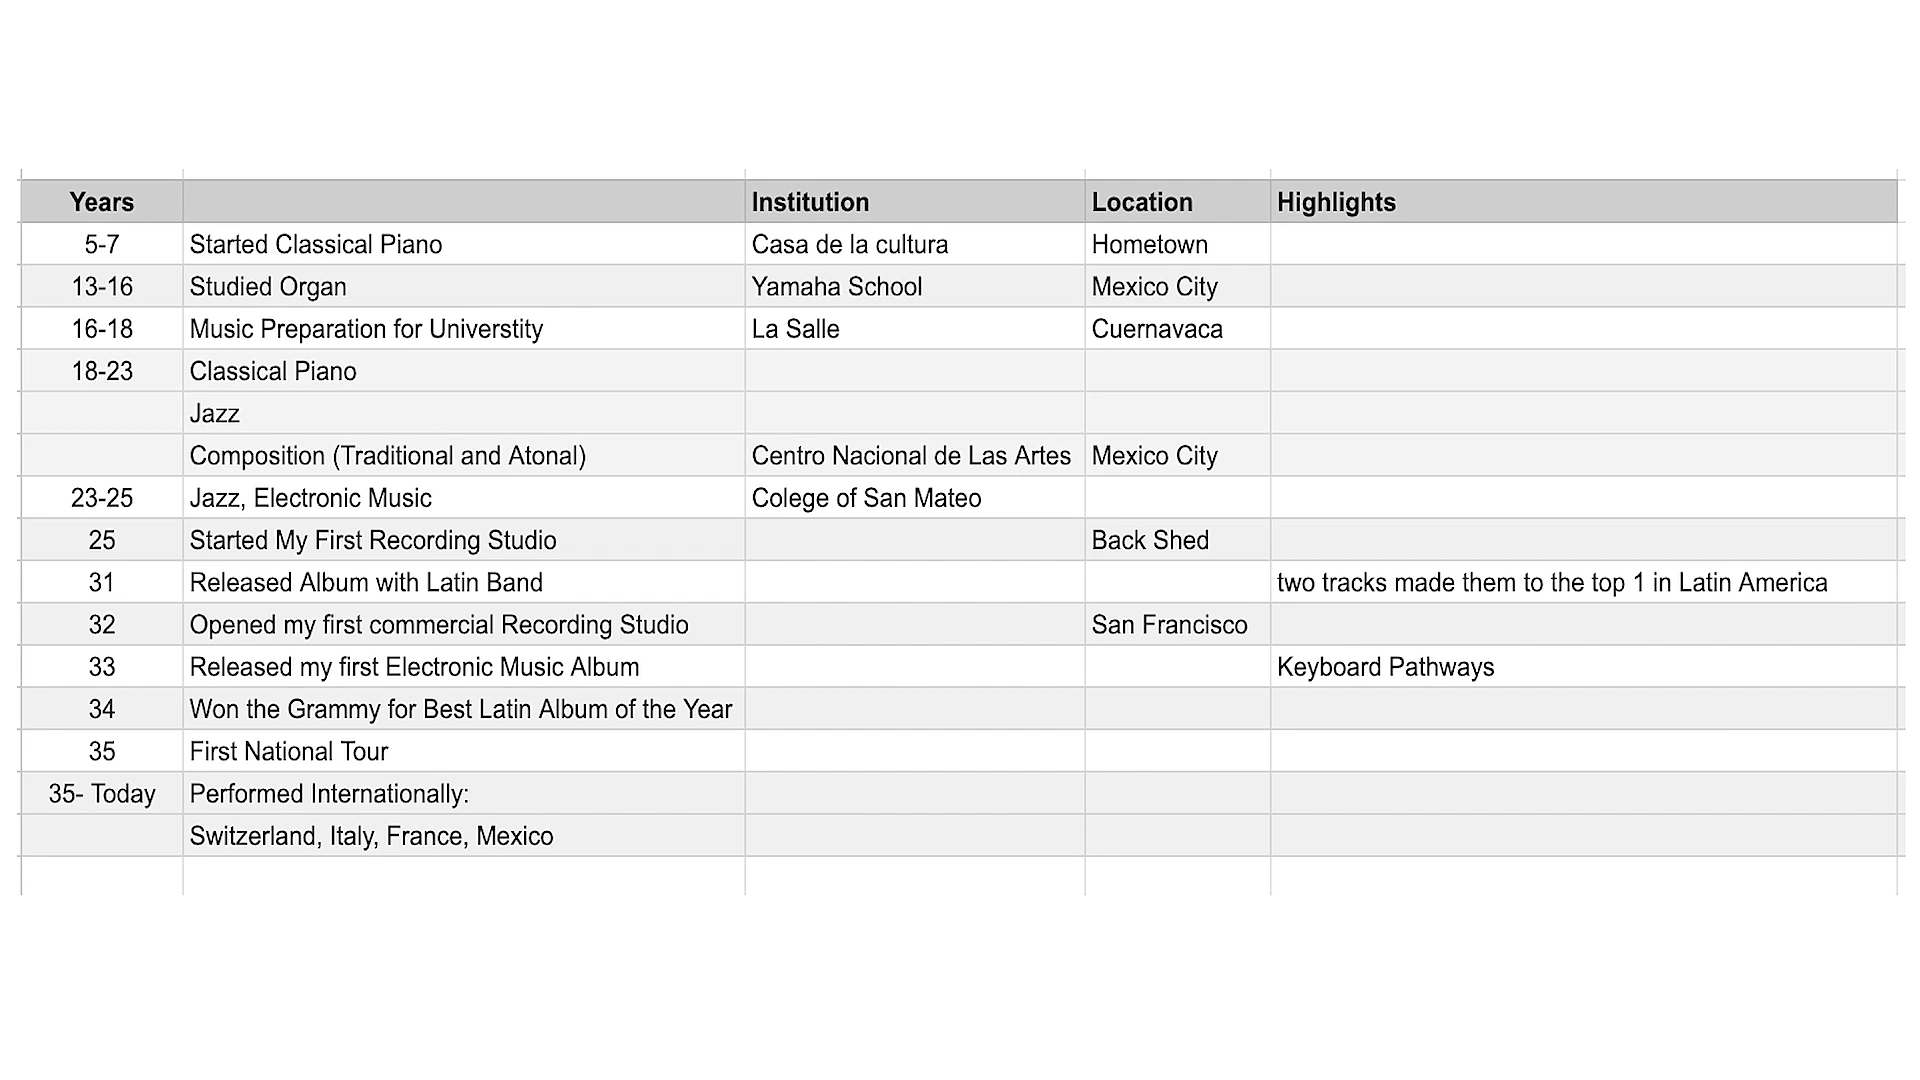 Years Institution Location Highlights
5-7 Started Classical Piano Casa de la cultura Hometown
13-16 Studied Organ Yamaha School Mexico City
16-18 Music Preparation for Universtity La Salle Cuernavaca
18-23 Classical Piano
Jazz
Composition (Traditional and Atonal) Centro Nacional de Las Artes Mexico City
23-25 Jazz, Electronic Music Colege of San Mateo
25 Started My First Recording Studio Back Shed
31 Released Album with Latin Band two tracks made them to the top 1 in Latin America
32 Opened my first commercial Recording Studio San Francisco
33 Released my first Electronic Music Album Keyboard Pathways
34 Won the Grammy for Best Latin Album of the Year
35 First National Tour
35- Today Performed Internationally:
Switzerland, Italy, France, Mexico